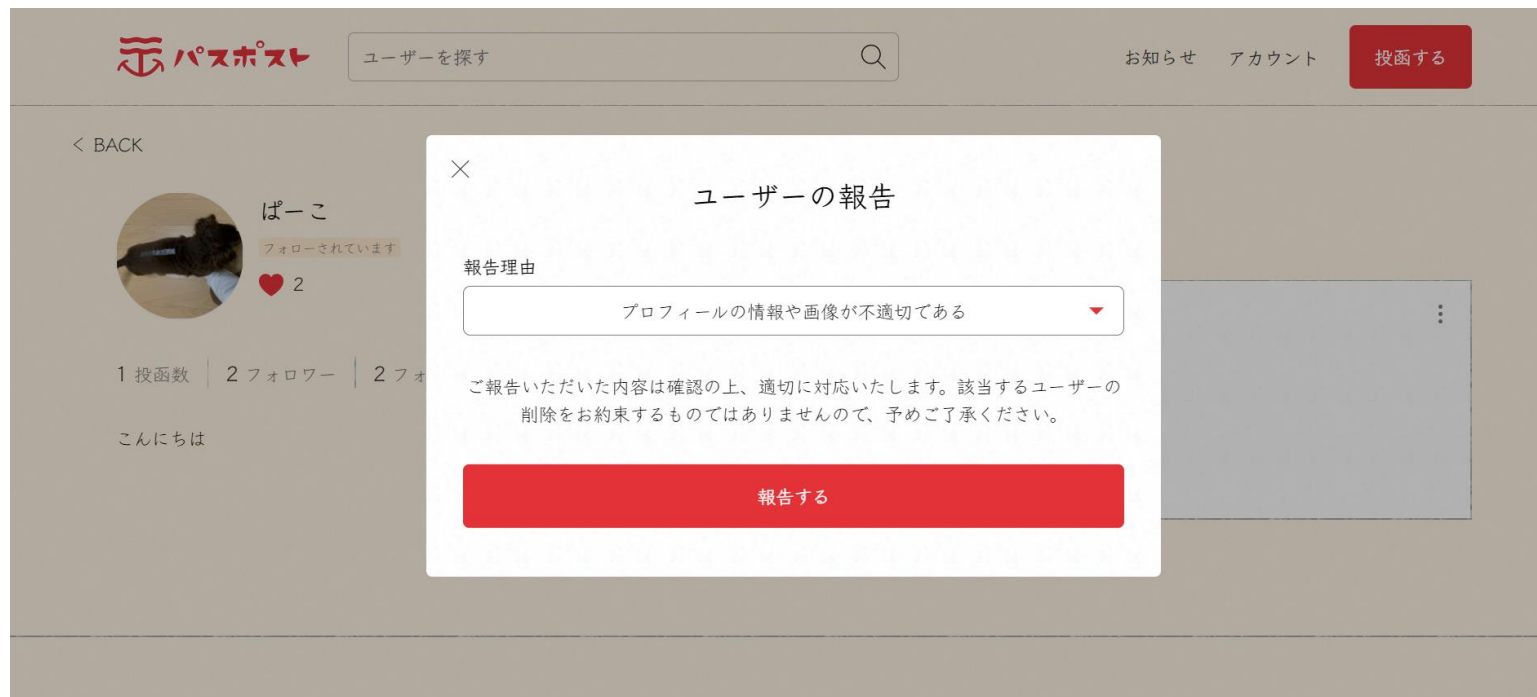 パスポスト
ユーザーを探す
お知らせ
アカウント
投函する
< BACK
ぱーこ
フォローされています
2
1 投函数
2 フォロワー
2 フォ
こんにちは
ユーザーの報告
報告理由
プロフィールの情報や画像が不適切である
ご報告いただいた内容は確認の上、適切に対応いたします。該当するユーザーの
削除をお約束するものではありませんので、予めご了承ください。
報告する